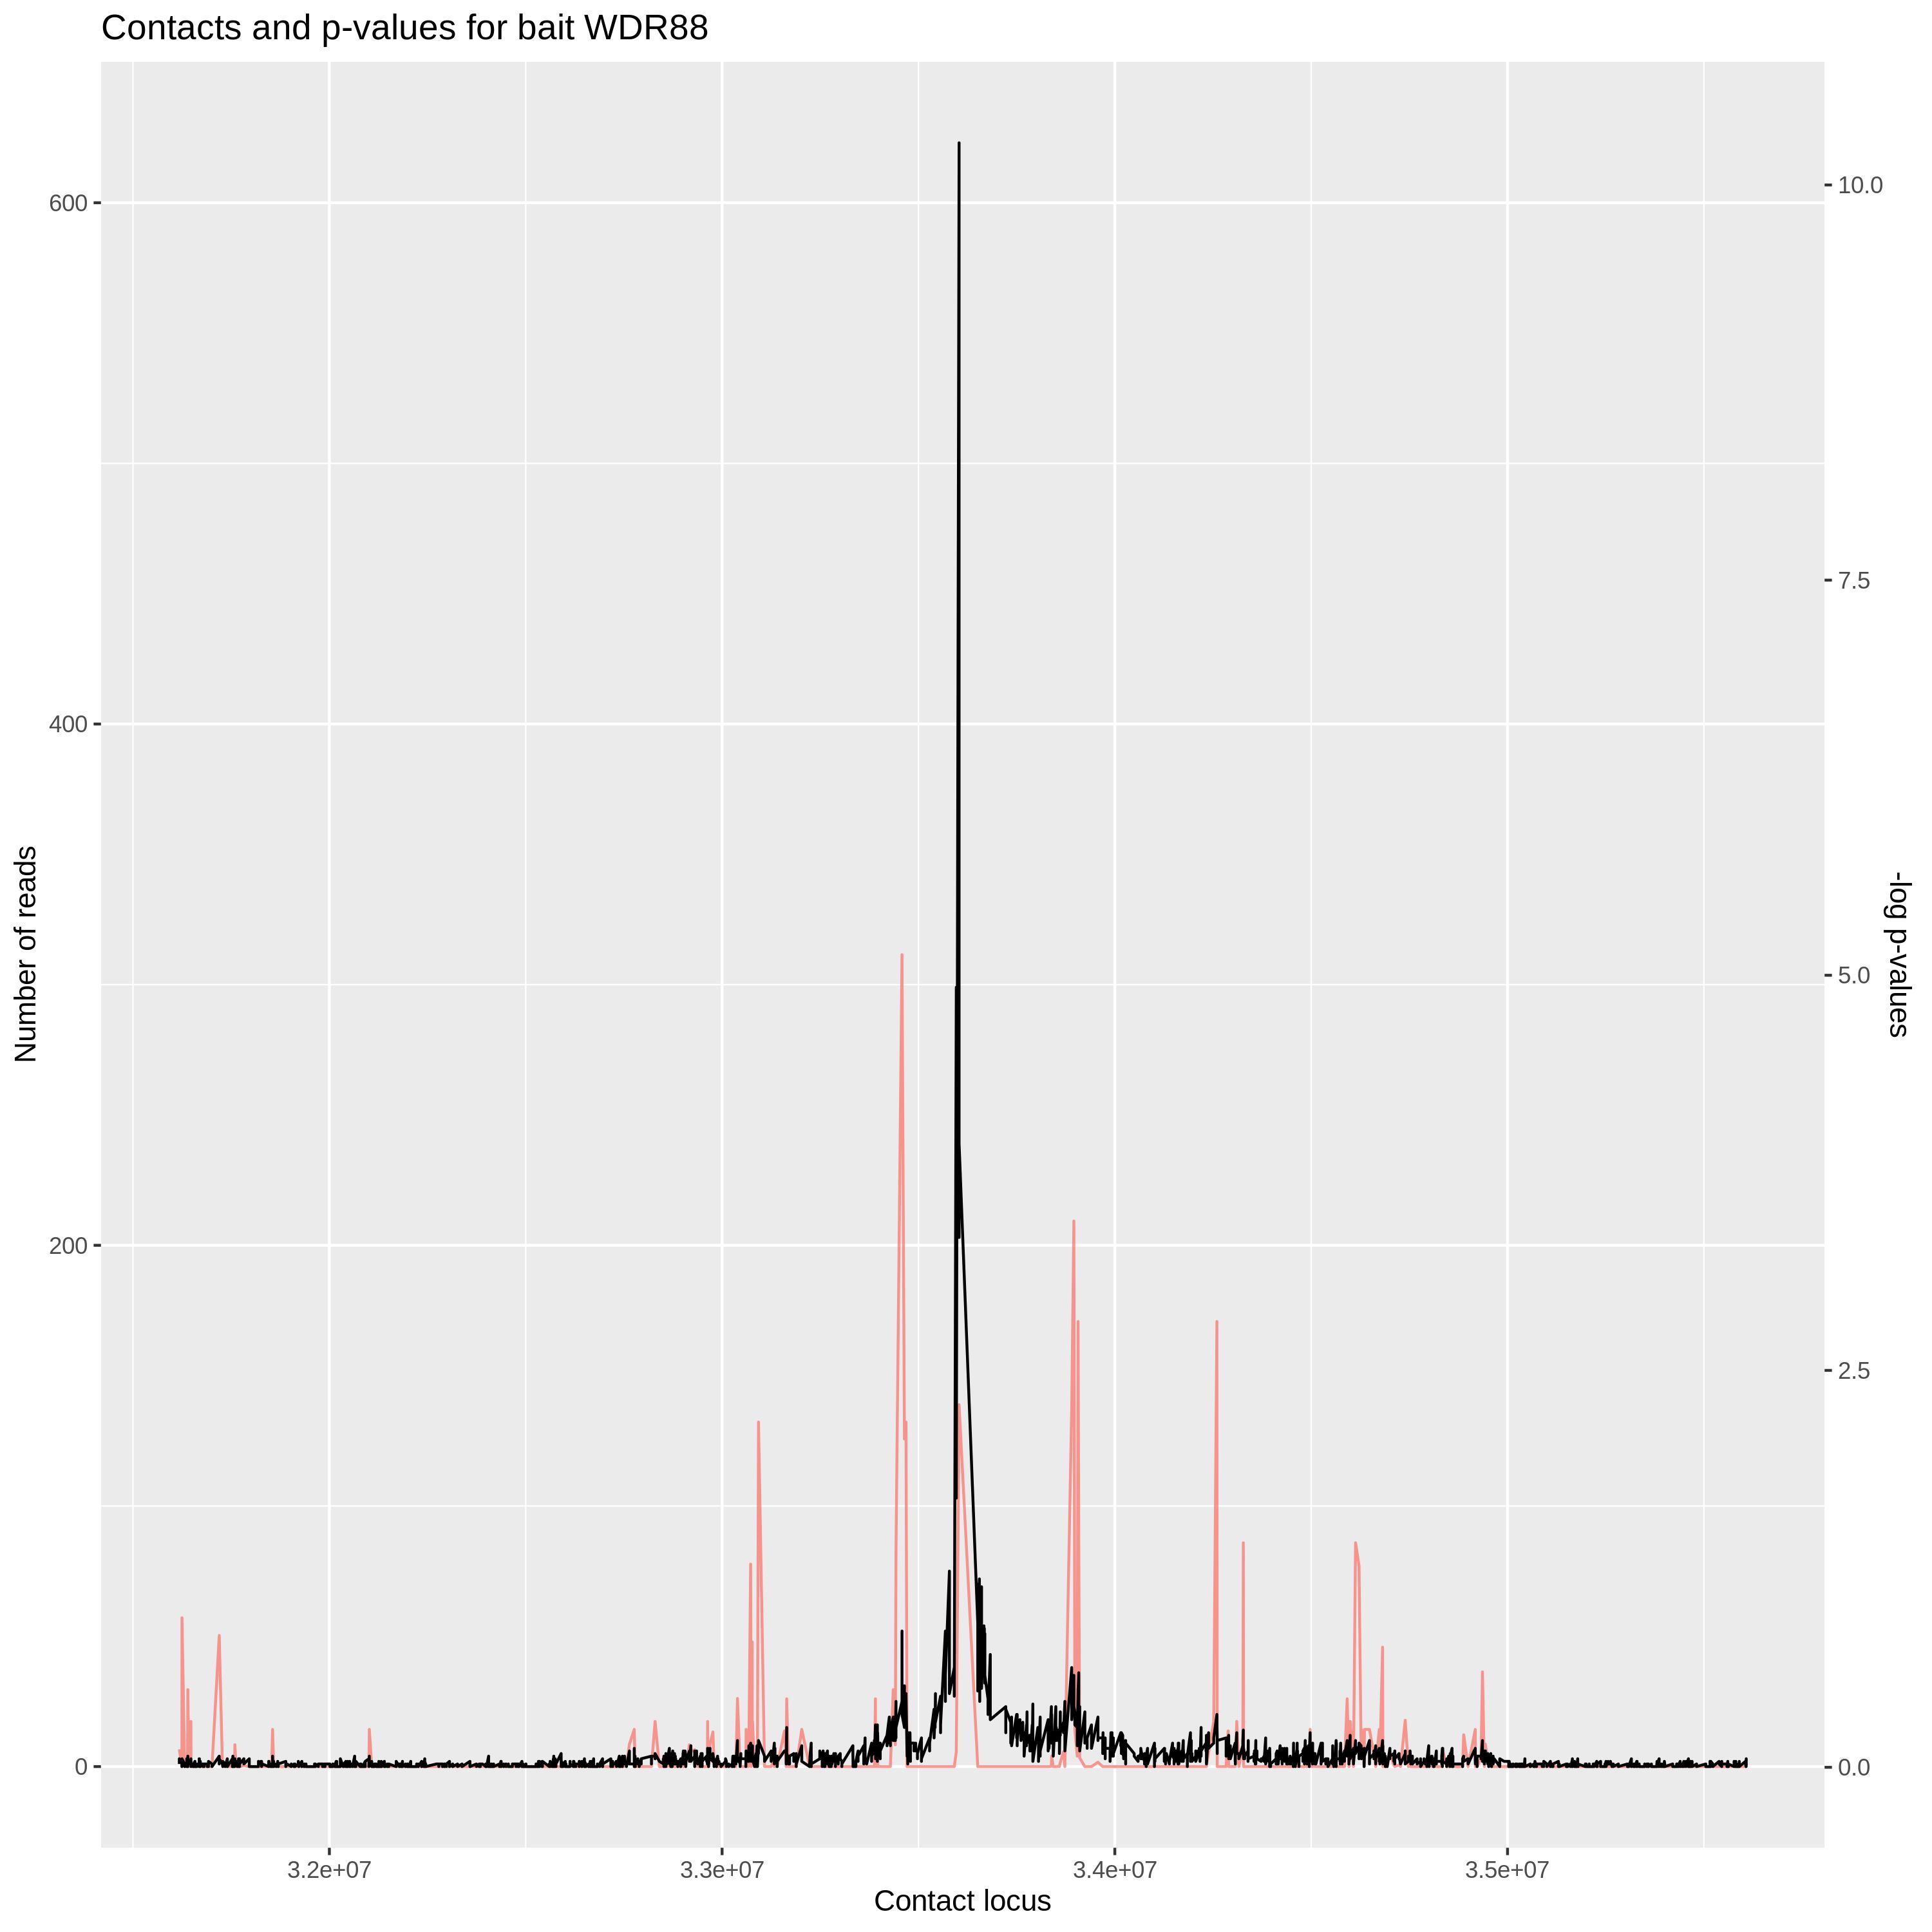 Contacts and p-values for bait WDR88
600
400
200
0
Number of reads
10.0
7.5
5.0
2.5
0.0
-log p-values
3.2e+07
3.3e+07
3.4e+07
3.5e+07
Contact locus